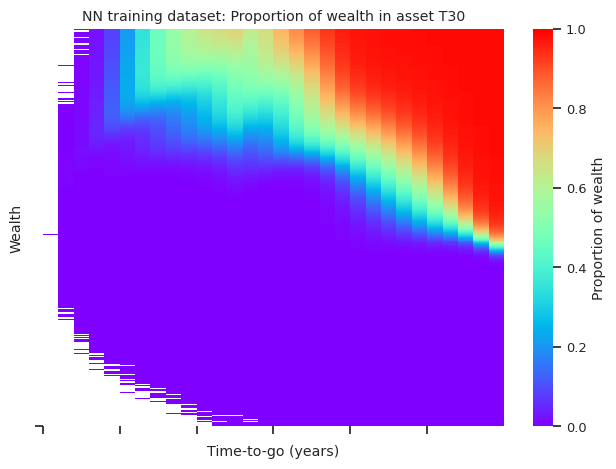 NN training dataset: Proportion of wealth in asset T30
Wealth
Time-to-go (years)
1.0
0.8
0.6
0.4
0.2
0.0
Proportion of wealth